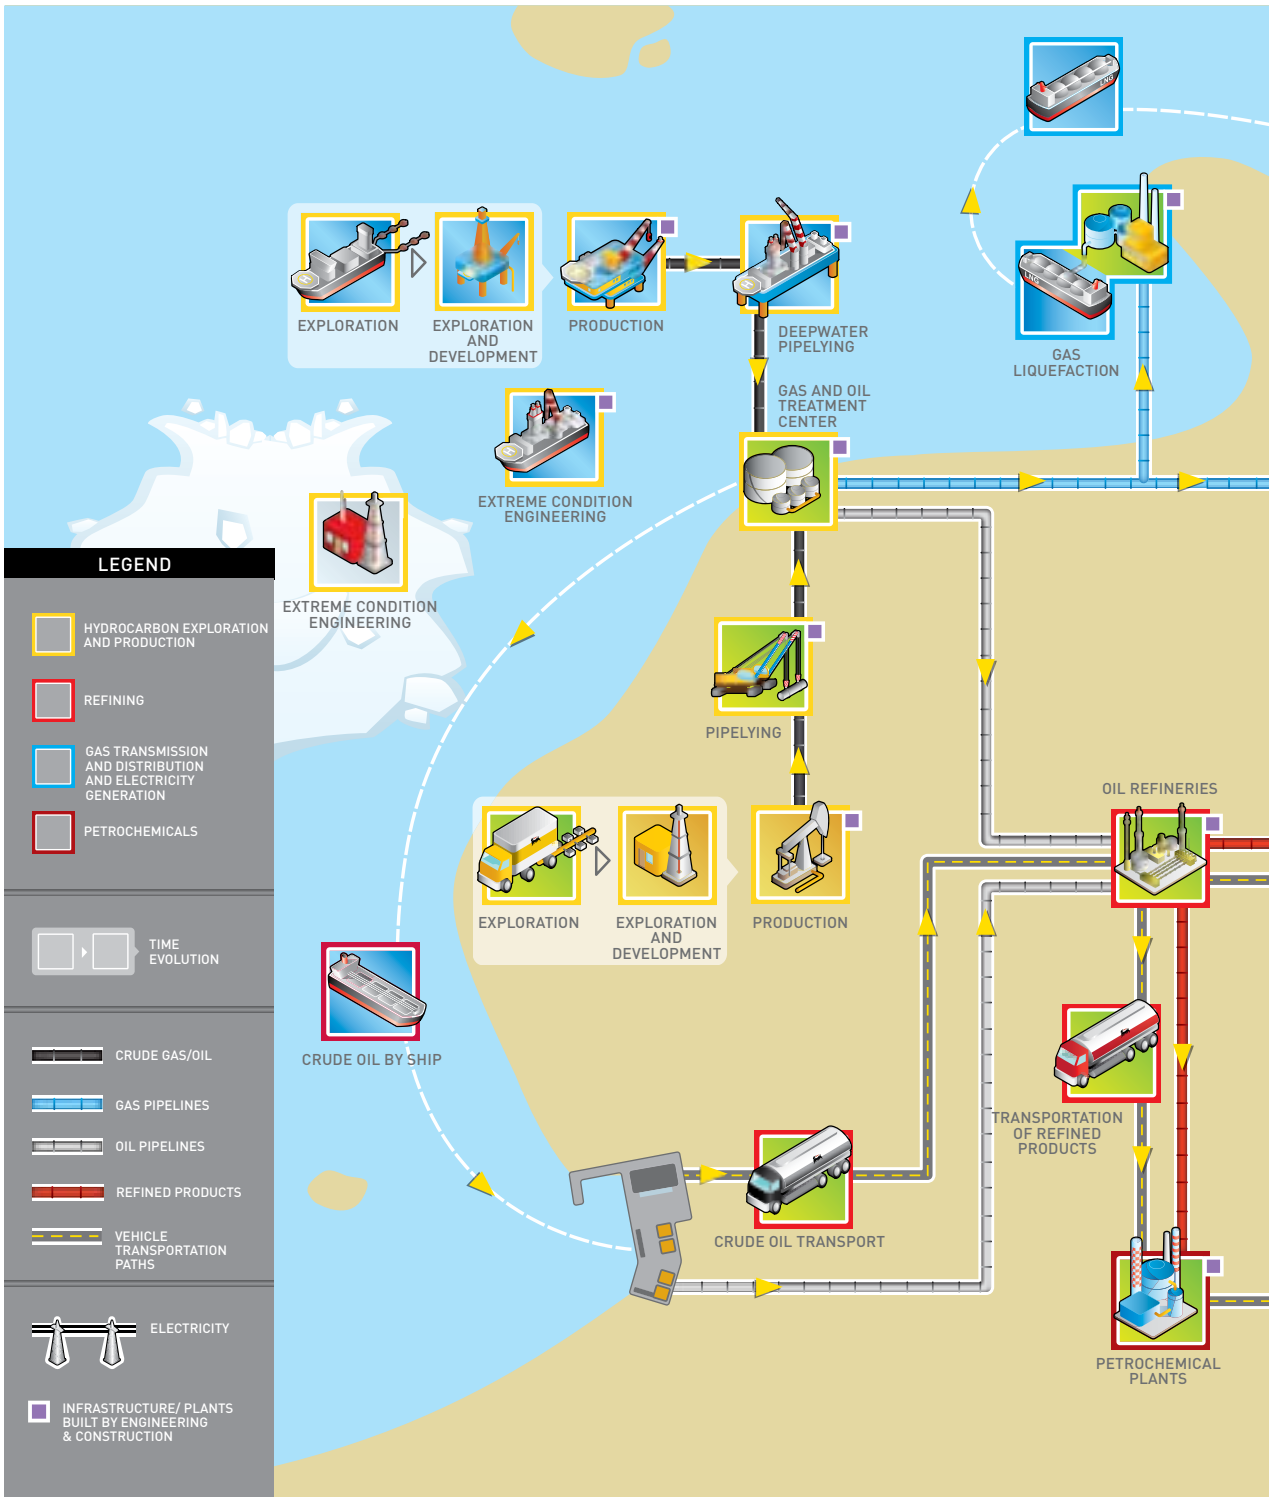 LNG
EXPLORATION
EXPLORATION
AND
DEVELOPMENT
PRODUCTION
DEEPWATER
PIPELYING
LNG
GAS
LIQUEFACTION
GAS AND OIL
TREATMENT
CENTER
EXTREME CONDITION
ENGINEERING
EXTREME CONDITION
ENGINEERING
PIPELYING
OIL REFINERIES
EXPLORATION
EXPLORATION
AND
DEVELOPMENT
PRODUCTION
CRUDE OIL BY SHIP
TRANSPORTATION
OF REFINED
PRODUCTS
CRUDE OIL TRANSPORT
PETROCHEMICAL
PLANTS
LEGEND
HYDROCARBON EXPLORATION
AND PRODUCTION
REFINING
GAS TRANSMISSION
AND DISTRIBUTION
AND ELECTRICITY
GENERATION
PETROCHEMICALS
TIME
EVOLUTION
CRUDE GAS/OIL
GAS PIPELINES
OIL PIPELINES
REFINED PRODUCTS
VEHICLE
TRANSPORTATION
PATHS
ELECTRICITY
INFRASTRUCTURE/ PLANTS
BUILT BY ENGINEERING
& CONSTRUCTION
H
H
H
H